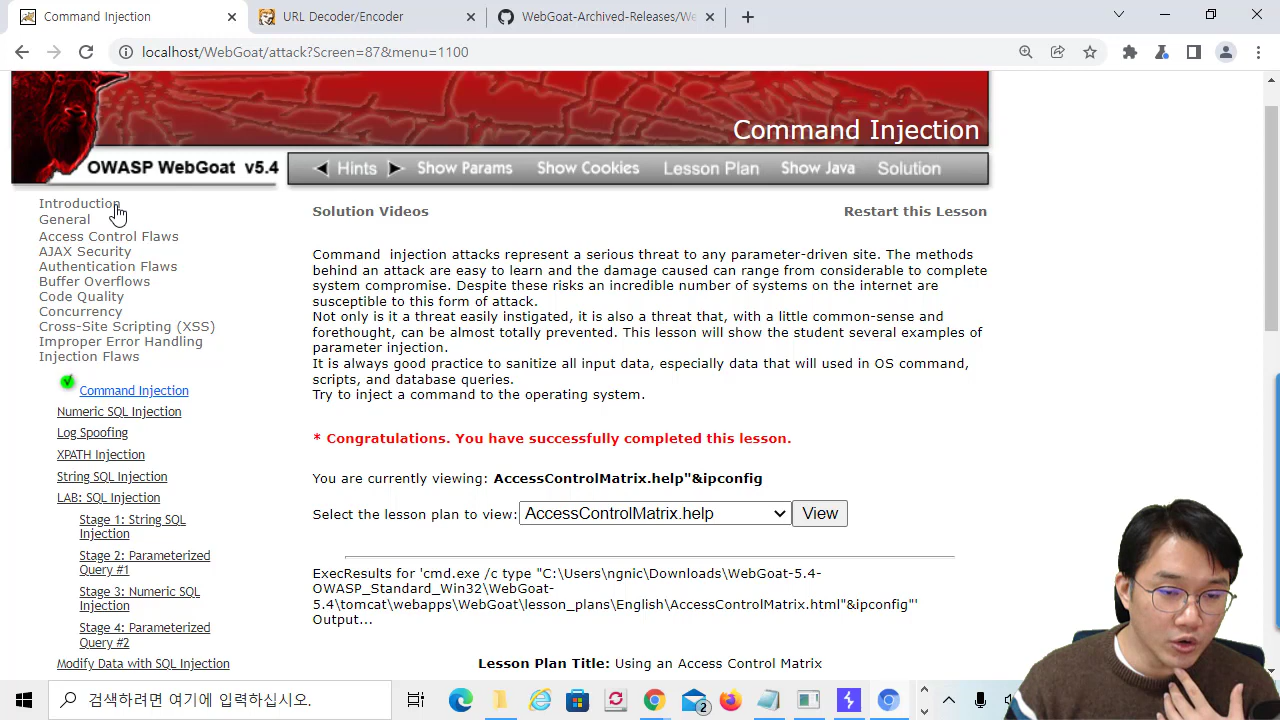 Command Injection
URL Decoder/Encoder
WebGoat-Archived-Releases/We
localhost/WebGoat/attack?Screen=87&menu=1100
Command Injection
OWASP WebGoat v5.4
Hints
Show Params
Show Cookies
Lesson Plan
Show Java
Solution
Introduction
General
Access Control Flaws
AJAX Security
Authentication Flaws
Buffer Overflows
Code Quality
Concurrency
Cross-Site Scripting (XSS)
Improper Error Handling
Injection Flaws
Command Injection
Numeric SQL Injection
Log Spoofing
XPATH Injection
String SQL Injection
LAB: SQL Injection
Stage 1: String SQL
Injection
Stage 2: Parameterized
Query #1
Stage 3: Numeric SQL
Injection
Stage 4: Parameterized
Query #2
Modify Data with SQL Injection
Solution Videos
Restart this Lesson
Command injection attacks represent a serious threat to any parameter-driven site. The methods
behind an attack are easy to learn and the damage caused can range from considerable to complete
system compromise. Despite these risks an incredible number of systems on the internet are
susceptible to this form of attack.
Not only is it a threat easily instigated, it is also a threat that, with a little common-sense and
forethought, can be almost totally prevented. This lesson will show the student several examples of
parameter injection.
It is always good practice to sanitize all input data, especially data that will used in OS command,
scripts, and database queries.
Try to inject a command to the operating system.
* Congratulations. You have successfully completed this lesson.
You are currently viewing: AccessControlMatrix.help"&ipconfig
Select the lesson plan to view: AccessControlMatrix.help View
ExecResults for 'cmd.exe /c type "C:\Users\ngnic\Downloads\WebGoat-5.4-
OWASP_Standard_Win32\WebGoat-
5.4\tomcat\webapps\WebGoat\lesson_plans\English\AccessControlMatrix.html"&ipconfig"'
Output...
Lesson Plan Title: Using an Access Control Matrix
검색하려면 여기에 입력하십시오.
2